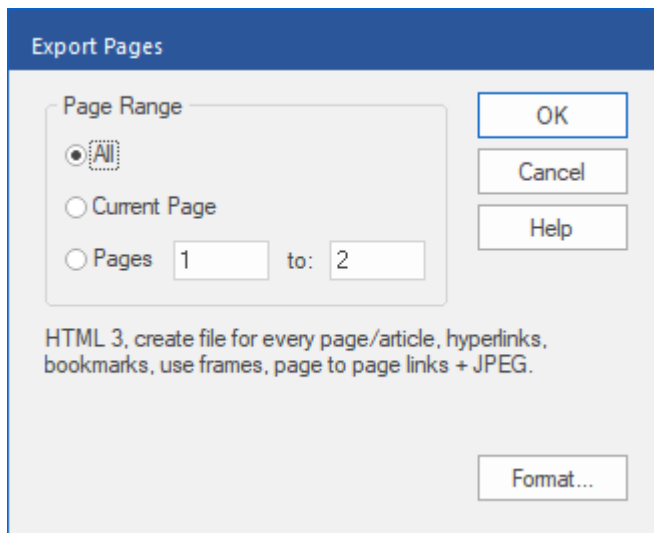 Export Pages
Page Range
All
Current Page
Pages 1 to: 2
OK
Cancel
Help
HTML 3, create file for every page/article, hyperlinks,
bookmarks, use frames, page to page links + JPEG.
Format...